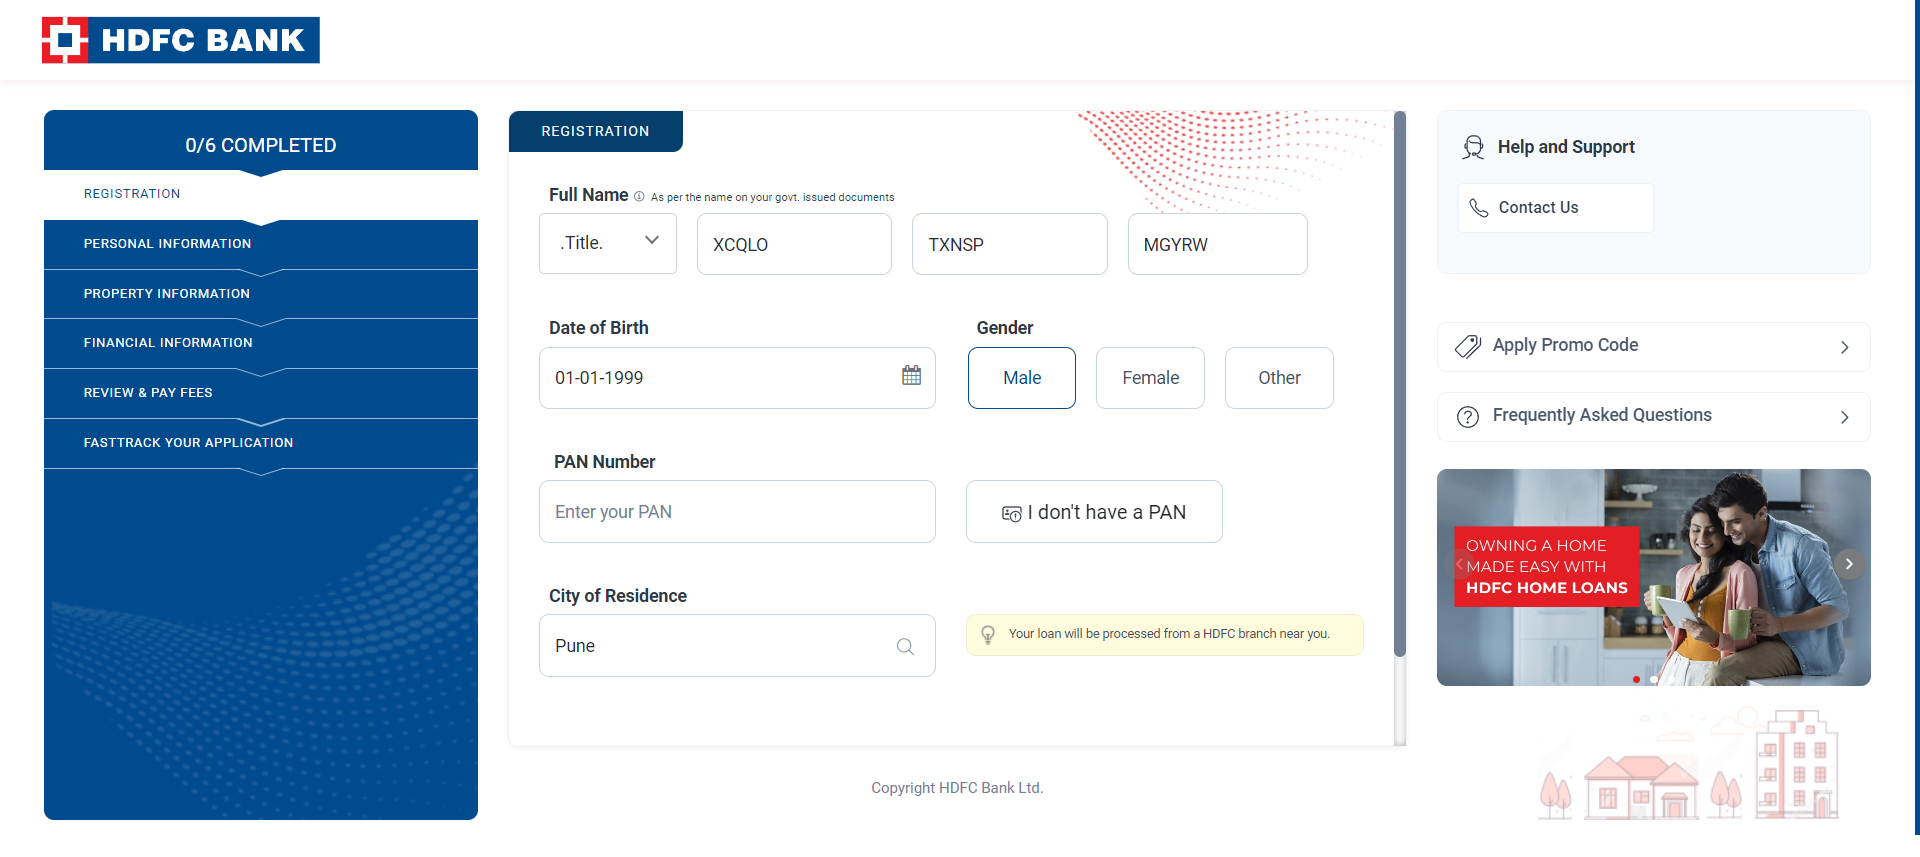 HDFC BANK
0/6 COMPLETED
REGISTRATION
PERSONAL INFORMATION
PROPERTY INFORMATION
FINANCIAL INFORMATION
REVIEW & PAY FEES
FASTTRACK YOUR APPLICATION
REGISTRATION
Full Name As per the name on your govt. issued documents
.Title. XCQLO TXNSP MGYRW
Date of Birth Gender
01-01-1999 Male Female Other
PAN Number
Enter your PAN I don't have a PAN
City of Residence
Pune Your loan will be processed from a HDFC branch near you.
Copyright HDFC Bank Ltd.
Help and Support
Contact Us
Apply Promo Code
Frequently Asked Questions
OWNING A HOME
MADE EASY WITH
HDFC HOME LOANS